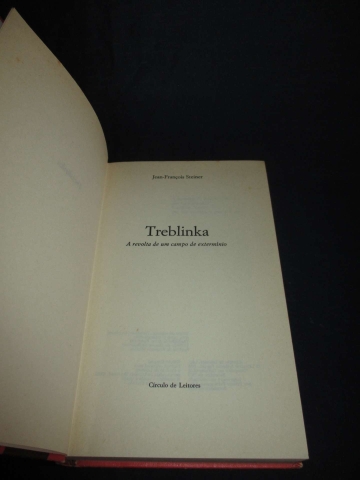 Jean-François Steiner
Treblinka
A revolta de um campo de extermínio
Círculo de Leitores